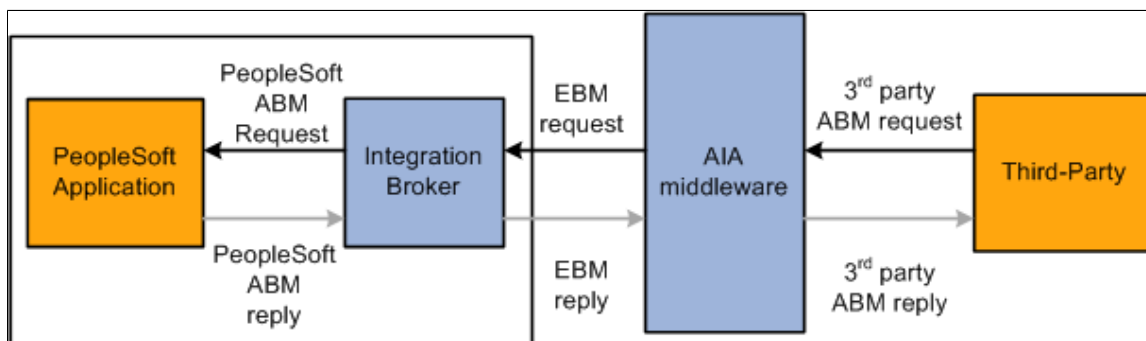 PeopleSoft
ABM
Request
EBM
request
3rd party
ABM request
PeopleSoft
Application
Integration
Broker
AIA
middleware
Third-Party
PeopleSoft
ABM
reply
EBM
reply
3rd party
ABM reply